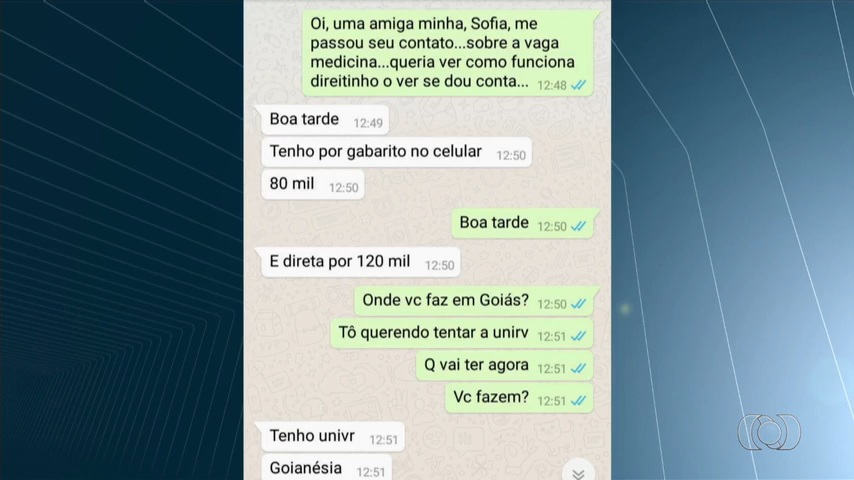 Oi, uma amiga minha, Sofia, me
passou seu contato...sobre a vaga
medicina...queria ver como funciona
direitinho o ver se dou conta... 12:48
Boa tarde 12:49
Tenho por gabarito no celular 12:50
80 mil 12:50
Boa tarde 12:50
E direta por 120 mil 12:50
Onde vc faz em Goiás? 12:50
Tô querendo tentar a unirv 12:51
Q vai ter agora 12:51
Vc fazem? 12:51
Tenho univr 12:51
Goianésia 12:51